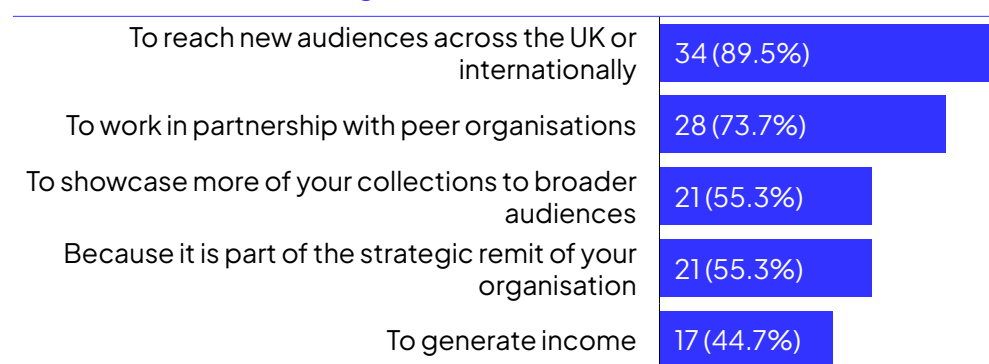 To reach new audiences across the UK or
internationally
34 (89.5%)
To work in partnership with peer organisations
28 (73.7%)
To showcase more of your collections to broader
audiences
21 (55.3%)
Because it is part of the strategic remit of your
organisation
21 (55.3%)
To generate income
17 (44.7%)